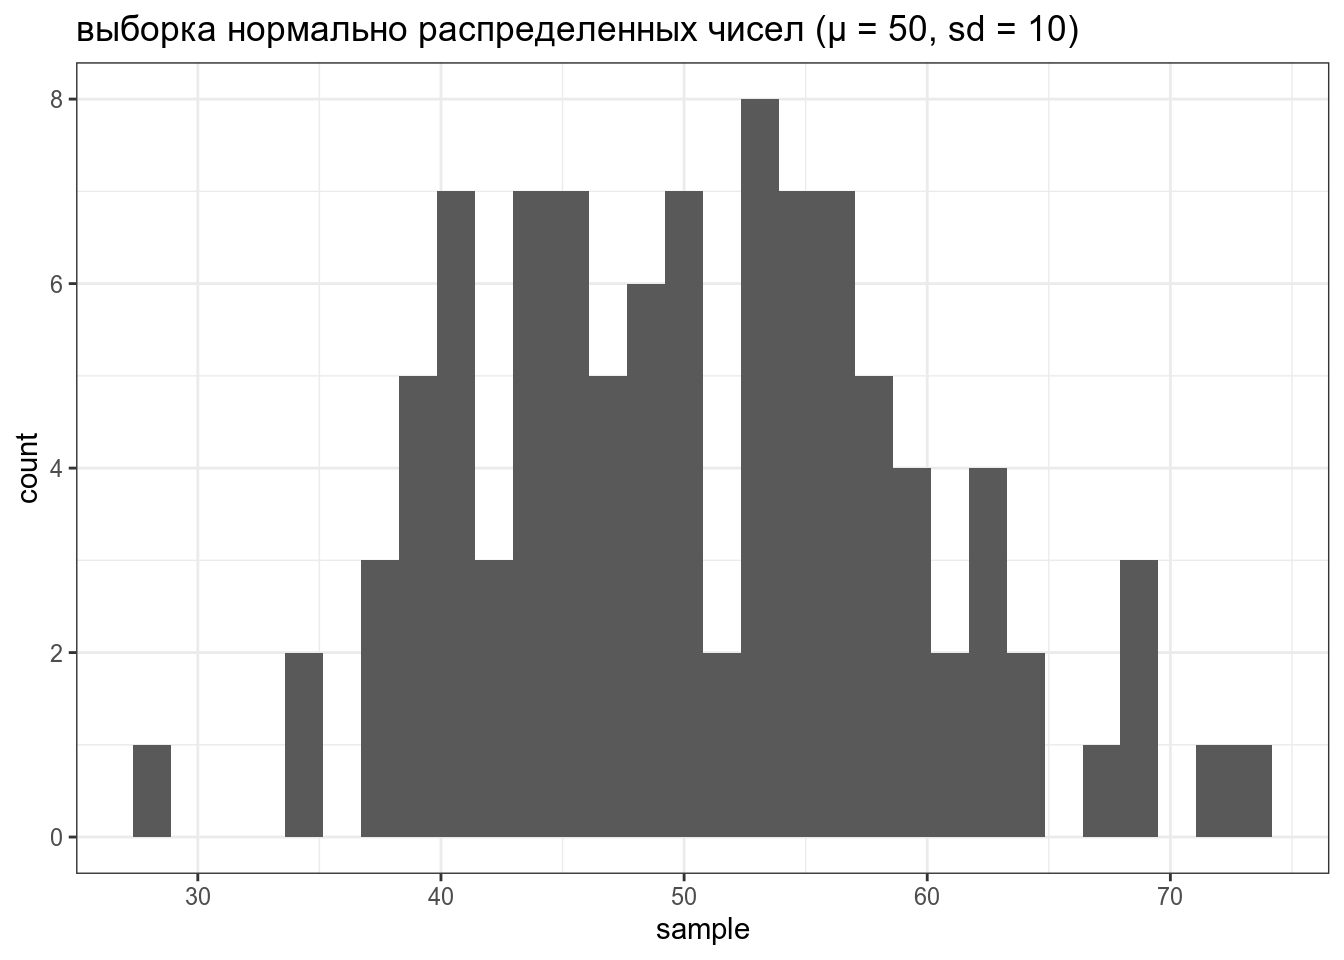 выборка нормально распределенных чисел (μ = 50, sd = 10)
8
6
4
2
0
count
30 40 50 60 70
sample